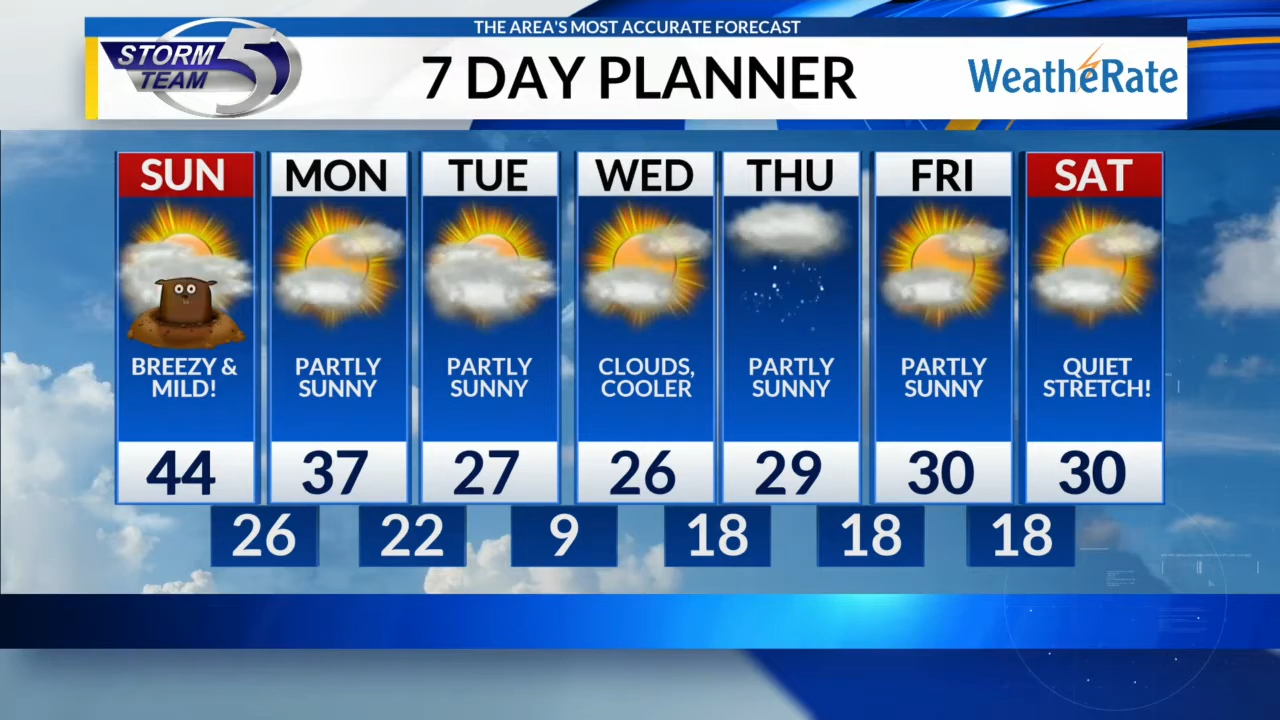 THE AREA'S MOST ACCURATE FORECAST
STORM TEAM 5
7 DAY PLANNER
WeatheRate
SUN MON TUE WED THU FRI SAT
BREEZY & PARTLY PARTLY CLOUDS, PARTLY PARTLY QUIET
MILD! SUNNY SUNNY COOLER SUNNY SUNNY STRETCH!
44 37 27 26 29 30 30
26 22 9 18 18 18